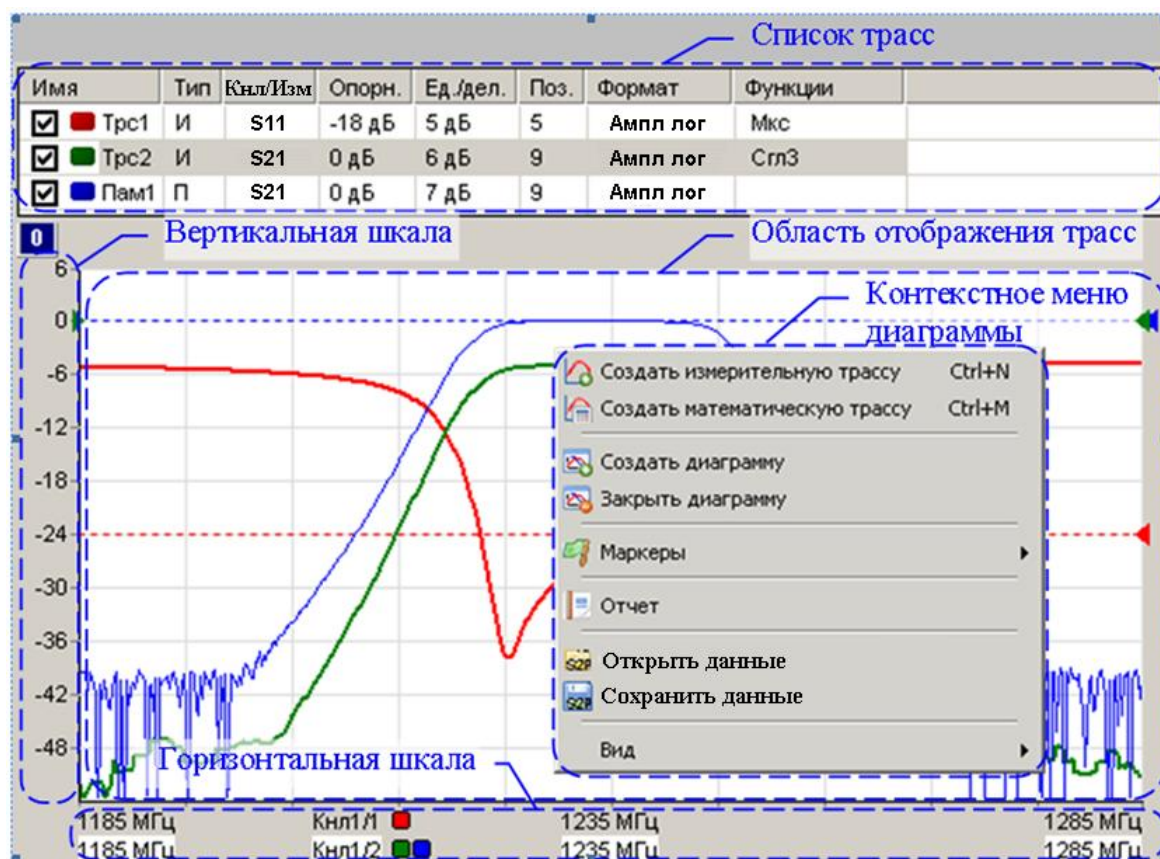 Список трасс
Имя Тип Кнл/Изм Опорн. Ед./дел. Поз. Формат Функции
Трс1 И S11 -18 дБ 5 дБ 5 Ампл лог Мкс
Трс2 И S21 0 дБ 6 дБ 9 Ампл лог Сгл3
Пам1 П S21 0 дБ 7 дБ 9 Ампл лог
0 Вертикальная шкала Область отображения трасс
6
Контекстное меню
диаграммы
0
-6
-12
-18
-24
-30
-36
-42
-48
Создать измерительную трассу Ctrl+N
Создать математическую трассу Ctrl+M
Создать диаграмму
Закрыть диаграмму
Маркеры
Отчет
S2P Открыть данные
S2P Сохранить данные
Вид
Горизонтальная шкала
1185 МГц Кнл1/1 1235 МГц 1285 МГц
1185 МГц Кнл1/2 1235 МГц 1285 МГц